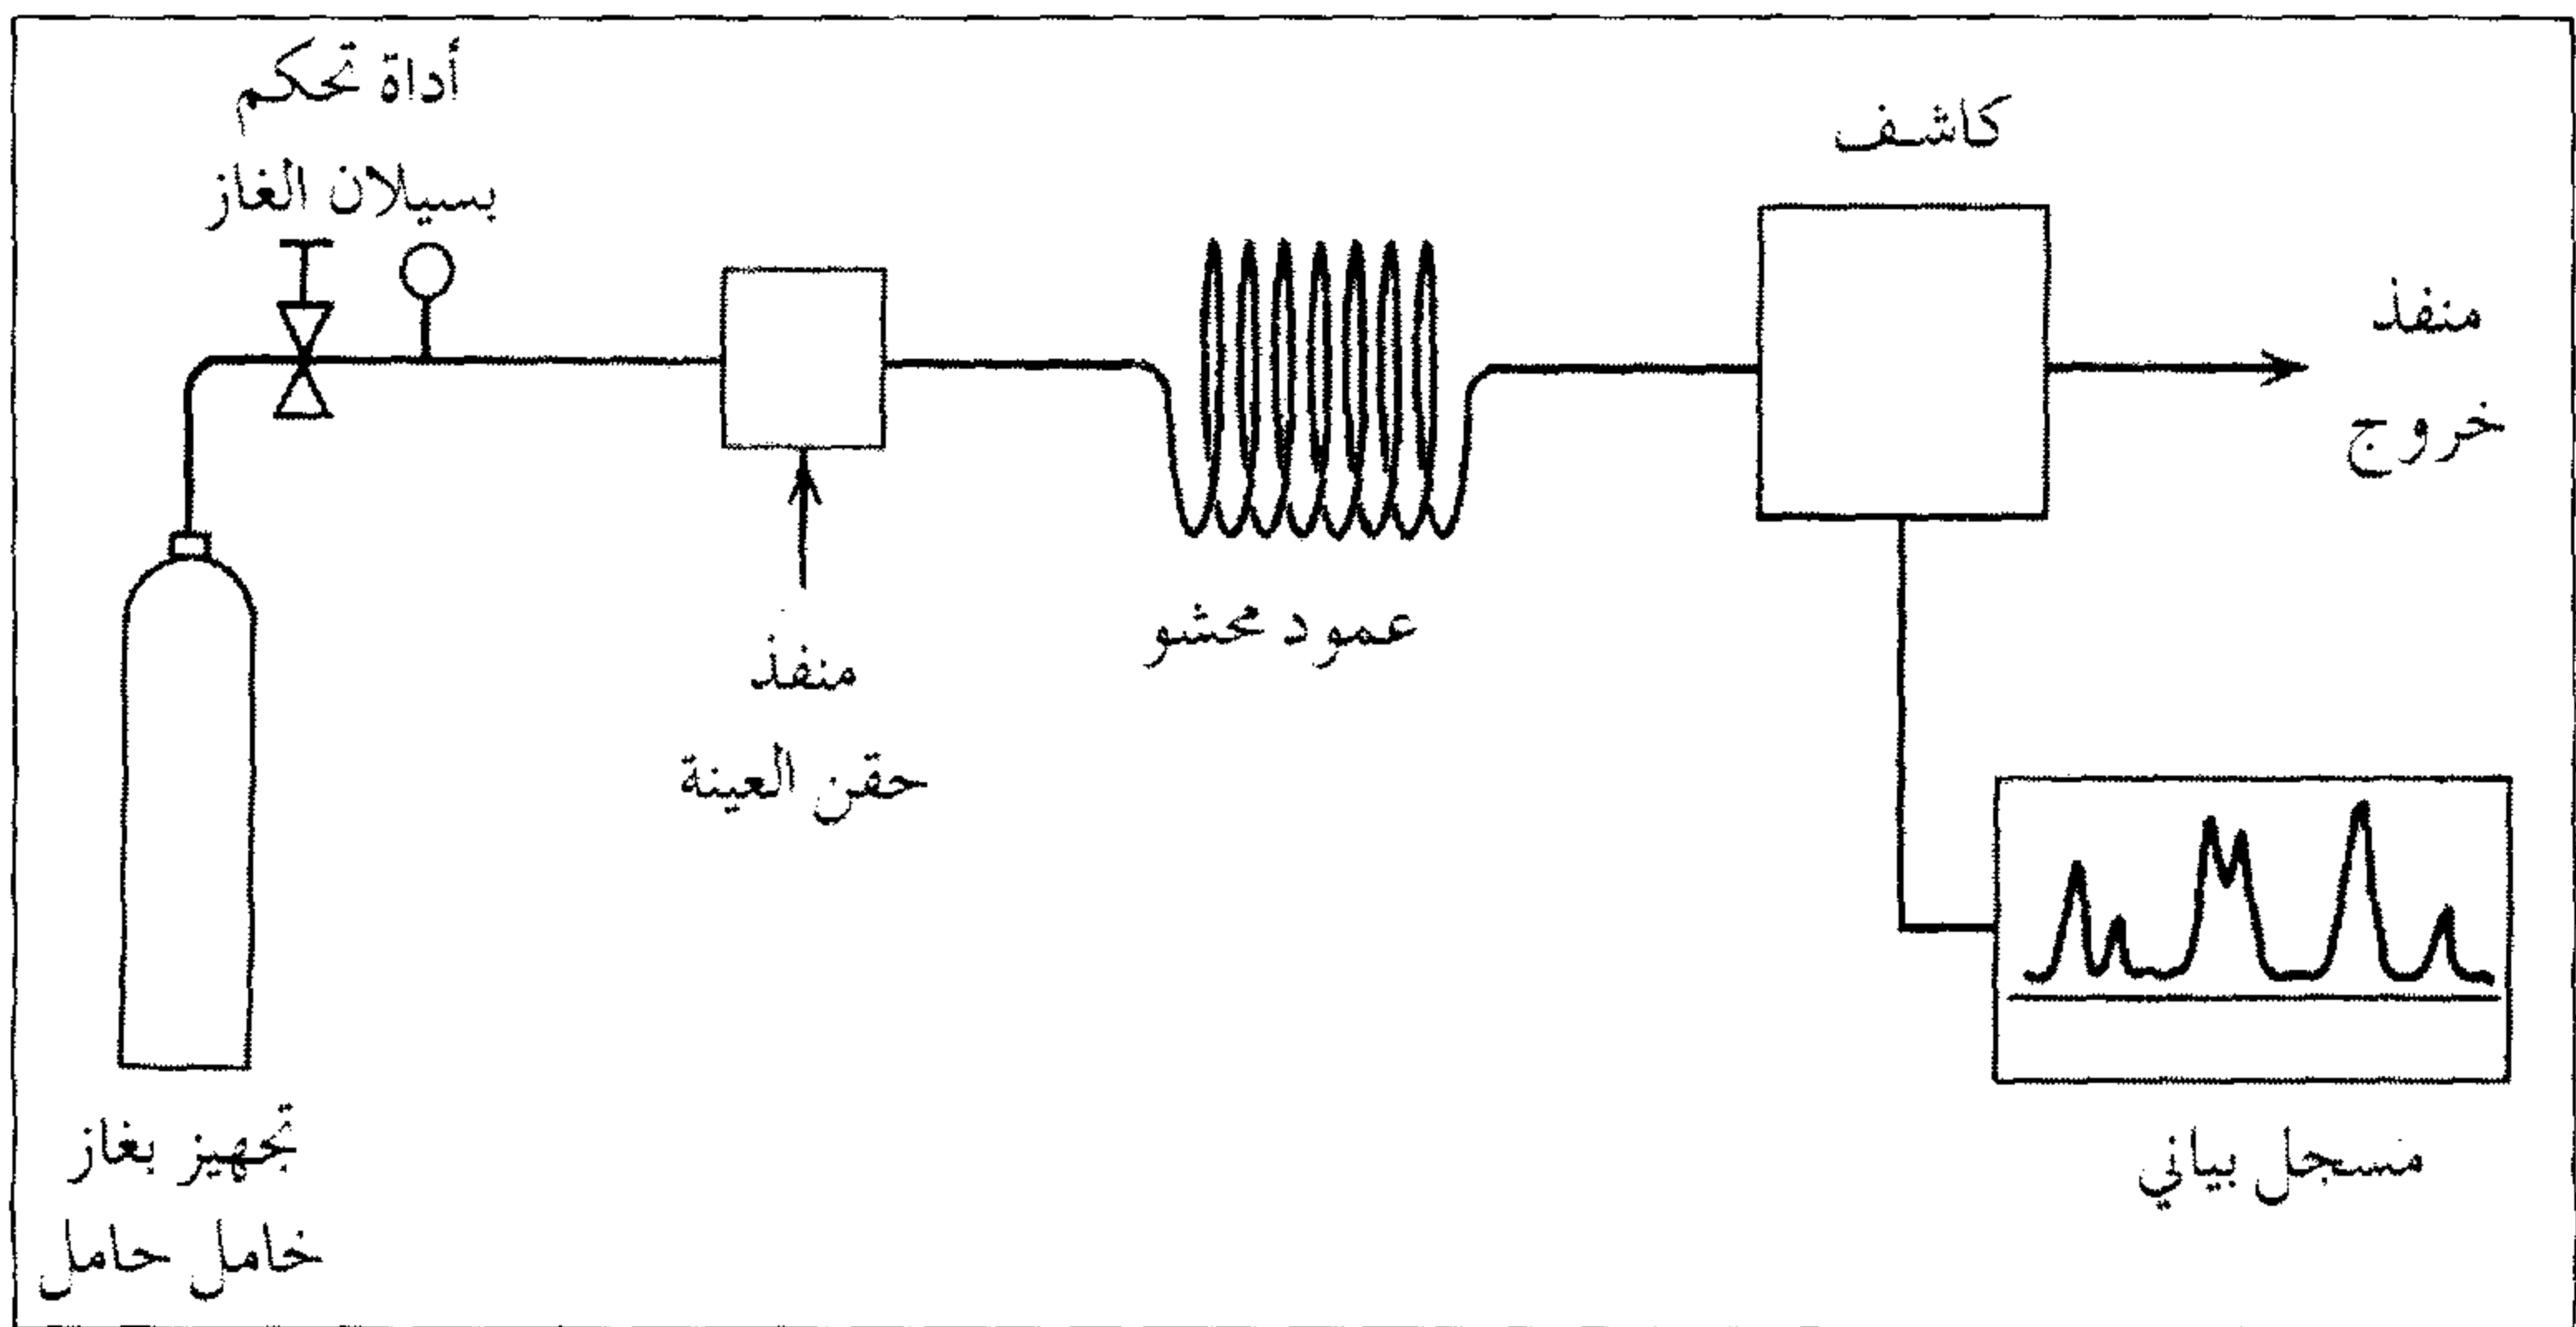 أداة تحكم
بسيلان الغاز
كاشف
منفذ
خروج
عمود محشو
منفذ
حقن العينة
تجهيز بغاز
خامل حامل
مسجل بياني